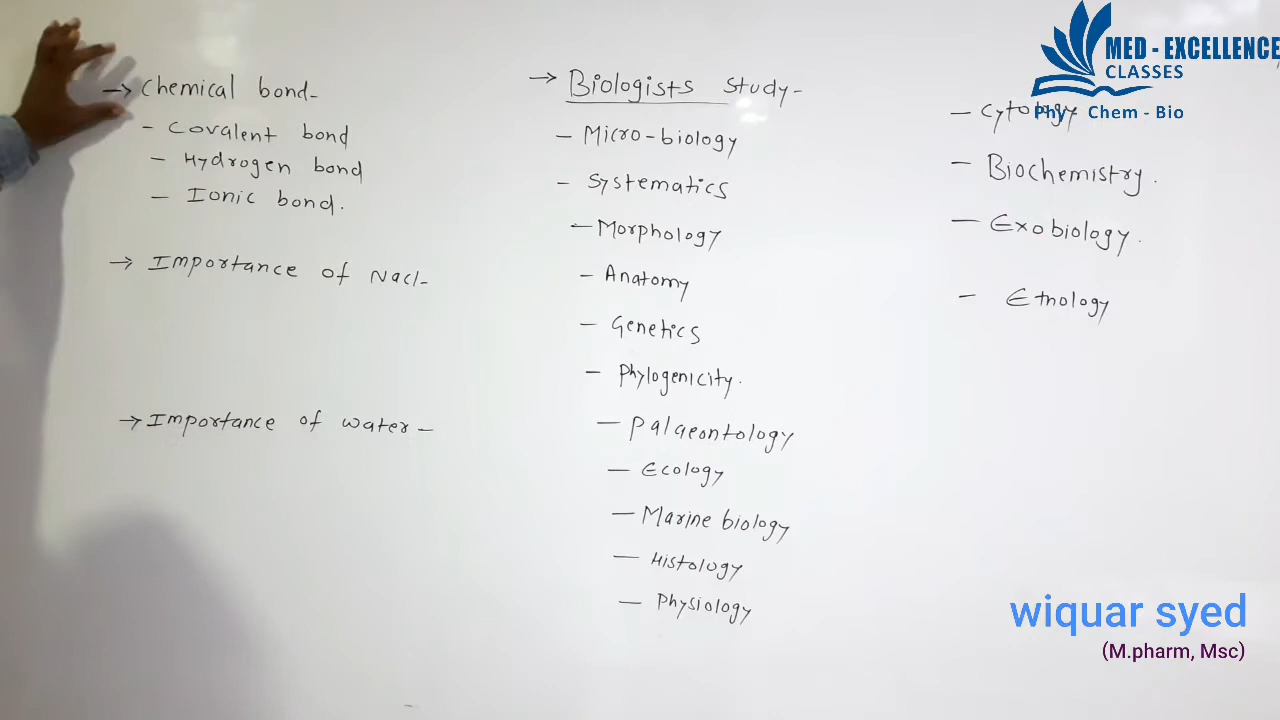 → Chemical bond-
- Covalent bond
- Hydrogen bond
- Ionic bond.
→ Importance of Nacl-
→ Importance of water-
→ Biologists study-
- Micro-biology
- Systematics
- Morphology
- Anatomy
- Genetics
- Phylogenicity.
- Palaeontology
- Ecology
- Marine biology
- Histology
- Physiology
- Cytology
- Biochemistry.
- Exobiology.
- Ethology
MED - EXCELLENCE
CLASSES
Phy - Chem - Bio
wiquar syed
(M.pharm, Msc)